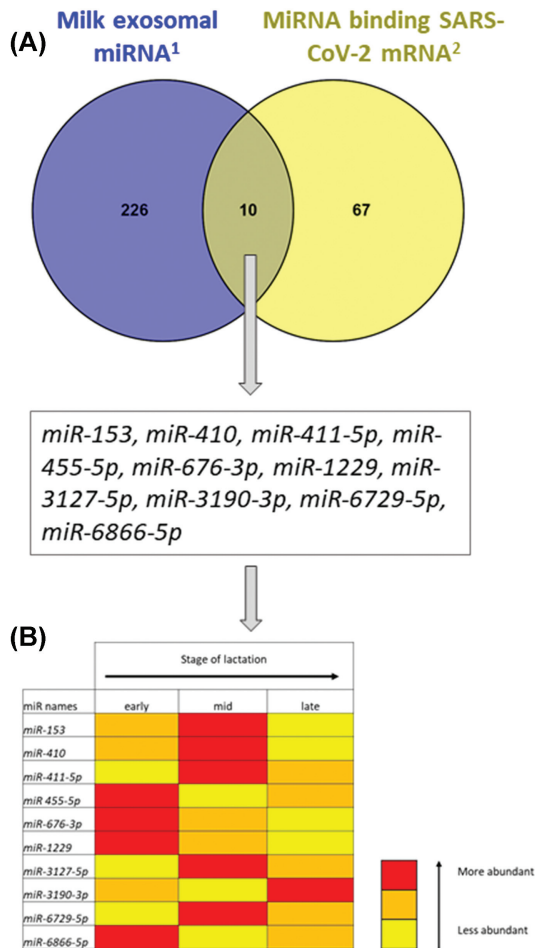 (A)
Milk exosomal
miRNA1
MiRNA binding SARS-
CoV-2 mRNA2
226
10
67
miR-153, miR-410, miR-411-5p, miR-
455-5p, miR-676-3p, miR-1229, miR-
3127-5p, miR-3190-3p, miR-6729-5p,
miR-6866-5p
(B)
Stage of lactation
miR names early mid late
miR-153
miR-410
miR-411-5p
miR 455-5p
miR-676-3p
miR-1229
miR-3127-5p
miR-3190-3p
miR-6729-5p
miR-6866-5p
More abundant
Less abundant